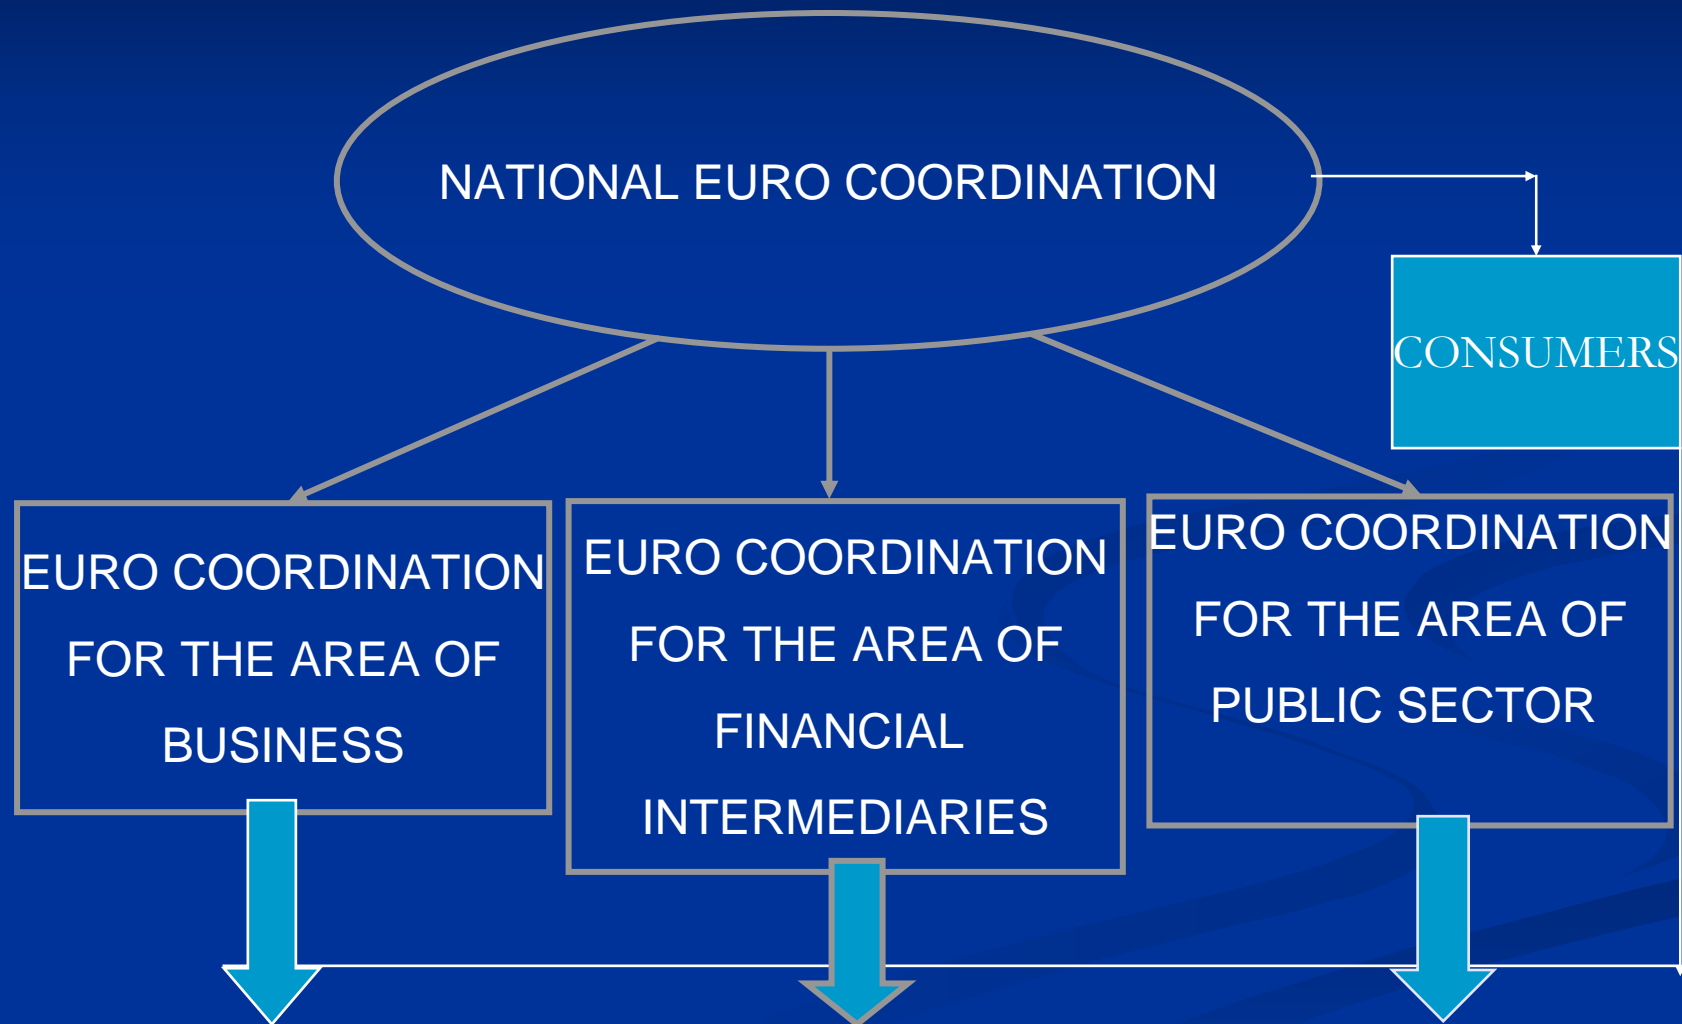 NATIONAL EURO COORDINATION
CONSUMERS
EURO COORDINATION
FOR THE AREA OF
BUSINESS
EURO COORDINATION
FOR THE AREA OF
FINANCIAL
INTERMEDIARIES
EURO COORDINATION
FOR THE AREA OF
PUBLIC SECTOR